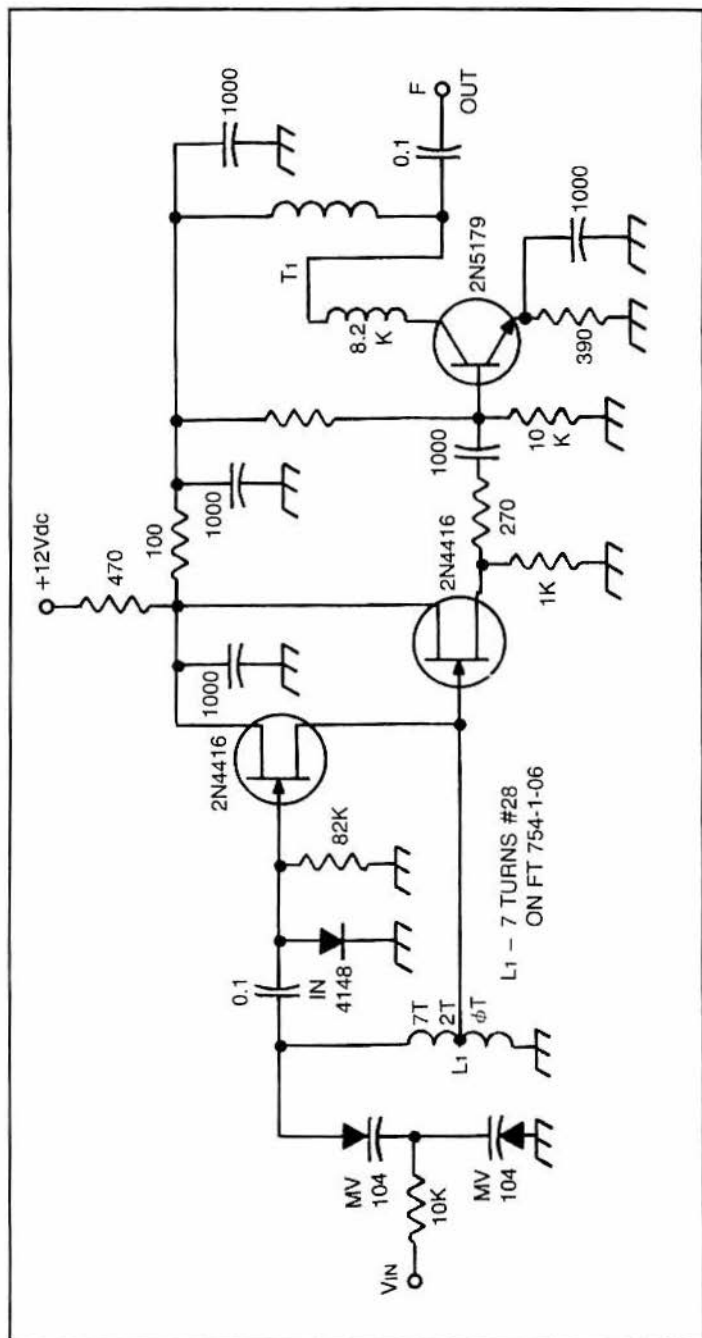 +12Vdc
470
1000
100
1000
1000
T1
0.1
F
OUT
8.2
K
2N5179
1000
390
10
K
1000
270
2N4416
1K
2N4416
1000
82K
0.1
IN
4148
7T
2T
ϕT
L1
MV
104
MV
104
10K
VIN
L1 – 7 TURNS #28
ON FT 754-1-06